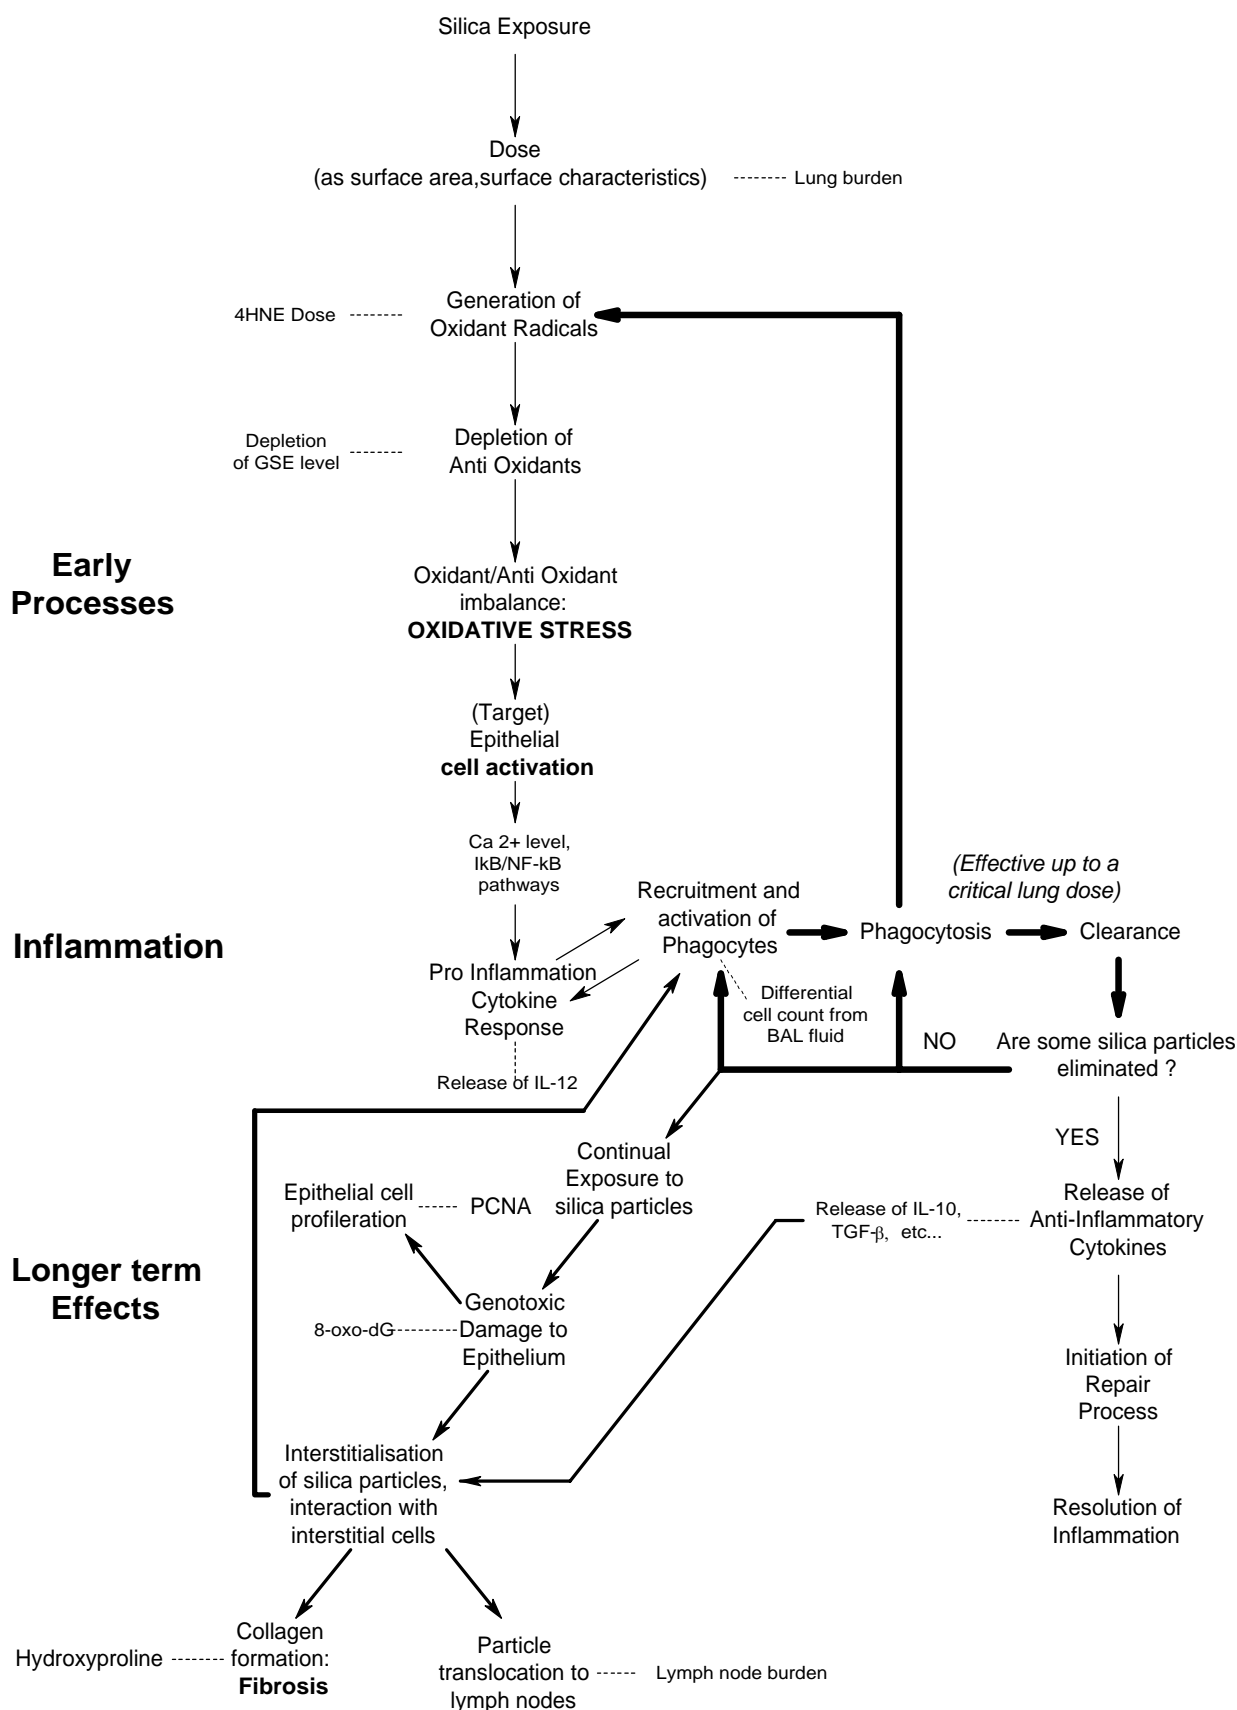 Silica Exposure
Dose
(as surface area,surface characteristics)
Lung burden
Generation of
Oxidant Radicals
4HNE Dose
Depletion of
Anti Oxidants
Depletion
of GSE level
Early
Processes
Oxidant/Anti Oxidant
imbalance:
OXIDATIVE STRESS
(Target)
Epithelial
cell activation
Ca 2+ level,
IkB/NF-kB
pathways
Inflammation
Recruitment and
activation of
Phagocytes
Phagocytosis
(Effective up to a
critical lung dose)
Clearance
Pro Inflammation
Cytokine
Response
Differential
cell count from
BAL fluid
NO
Are some silica particles
eliminated ?
Release of IL-12
YES
Continual
Exposure to
silica particles
Epithelial cell
profileration
PCNA
Release of IL-10,
TGF-β, etc...
Release of
Anti-Inflammatory
Cytokines
Longer term
Effects
Genotoxic
Damage to
Epithelium
8-oxo-dG
Initiation of
Repair
Process
Interstitialisation
of silica particles,
interaction with
interstitial cells
Resolution of
Inflammation
Hydroxyproline
Collagen
formation:
Fibrosis
Particle
translocation to
lymph nodes
Lymph node burden